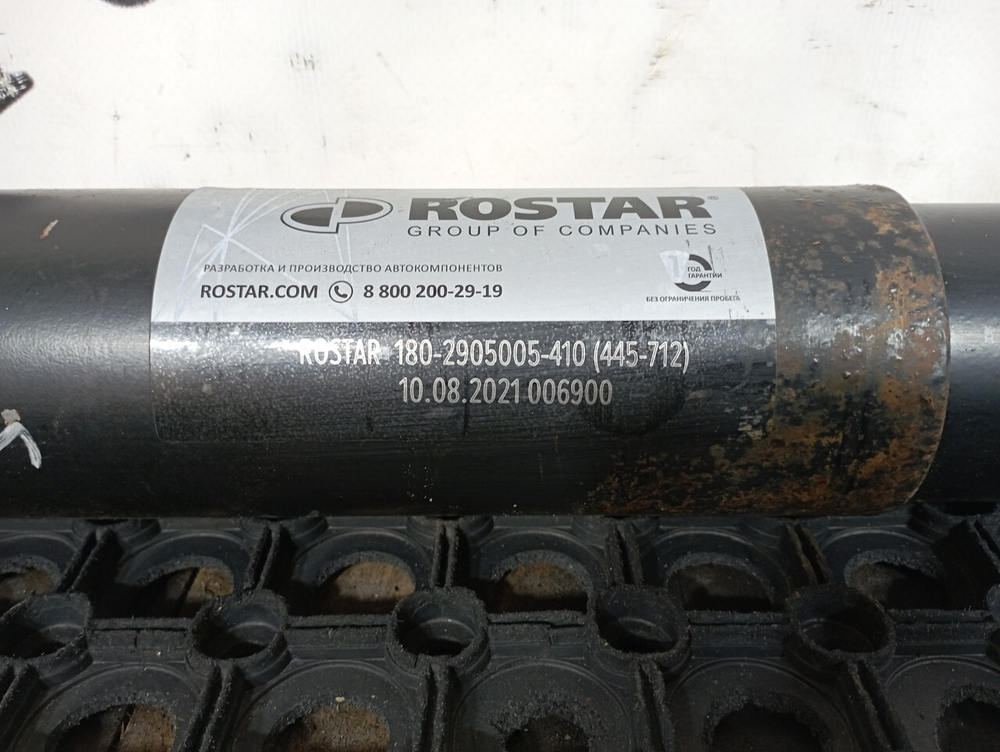 ROSTAR®
GROUP OF COMPANIES
РАЗРАБОТКА И ПРОИЗВОДСТВО АВТОКОМПОНЕНТОВ
ROSTAR.COM 8 800 200-29-19
ГОД
ГАРАНТИИ
БЕЗ ОГРАНИЧЕНИЯ ПРОБЕГА
ROSTAR 180-2905005-410 (445-712)
10.08.2021 006900